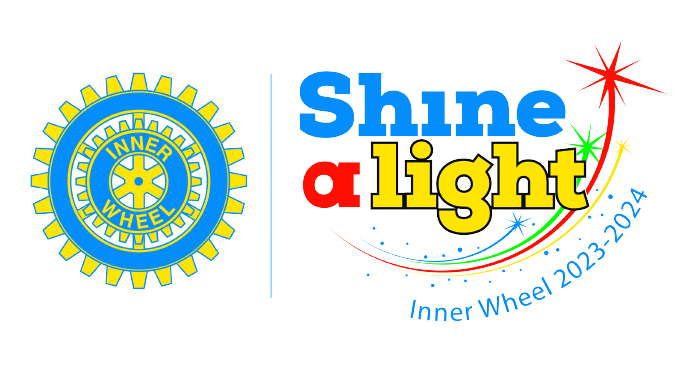 INNER
WHEEL
Shine
a light
Inner Wheel 2023-2024